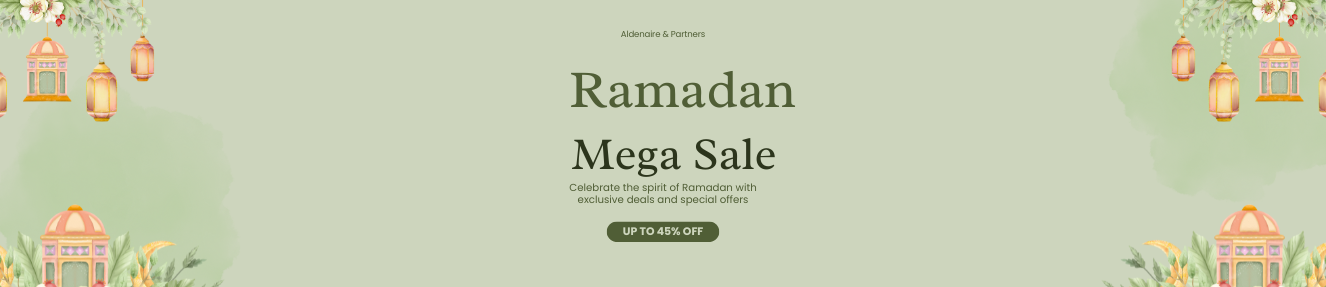 Aldenaire & Partners
Ramadan
Mega Sale
Celebrate the spirit of Ramadan with
exclusive deals and special offers
UP TO 45% OFF